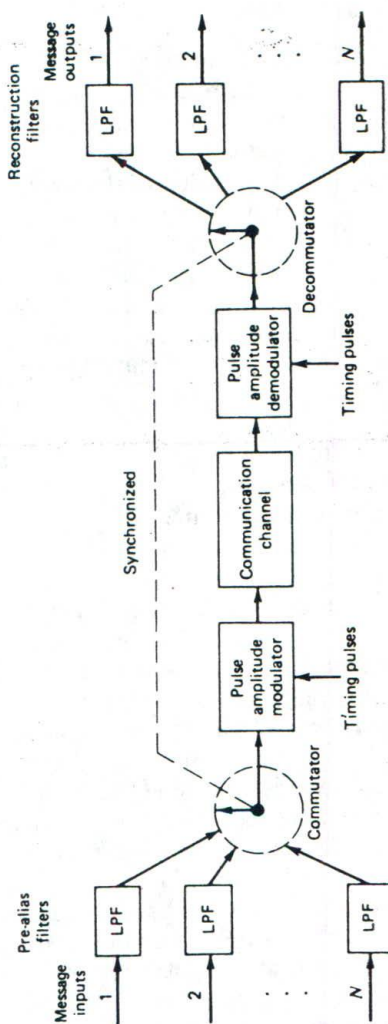 Message
inputs
Pre-alias
filters
1
LPF
2
LPF
. . .
N
LPF
Commutator
Pulse
amplitude
modulator
Timing pulses
Synchronized
Communication
channel
Pulse
amplitude
demodulator
Timing pulses
Decommutator
Reconstruction
filters
Message
outputs
LPF
1
LPF
2
. . .
LPF
N